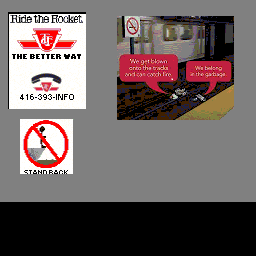 Ride the Rocket.
TTC
THE BETTER WAY
416-393-INFO
STAND BACK
We get blown
onto the tracks
and can catch fire.
We belong
in the garbage.